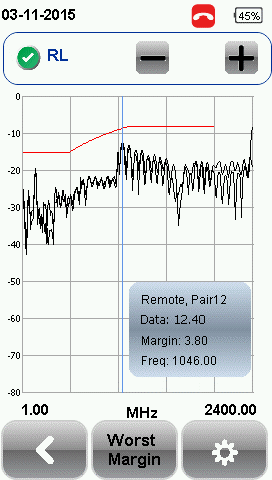 03-11-2015
45%
RL
0
-10
-20
-30
-40
-50
-60
-70
-80
Remote, Pair12
Data: 12.40
Margin: 3.80
Freq: 1046.00
1.00 MHz 2400.00
Worst
Margin